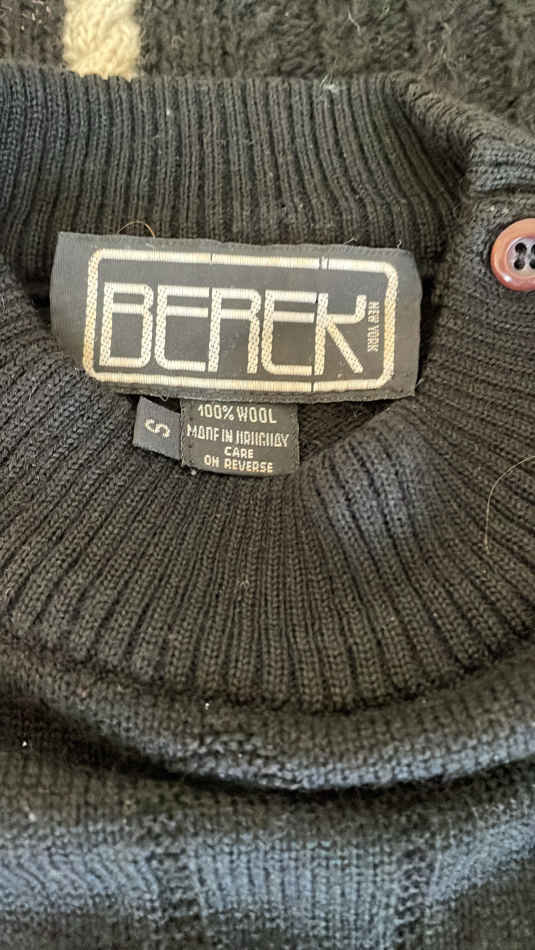 BEREK
NEW YORK
S
100% WOOL
MADE IN URUGUAY
CARE
ON REVERSE